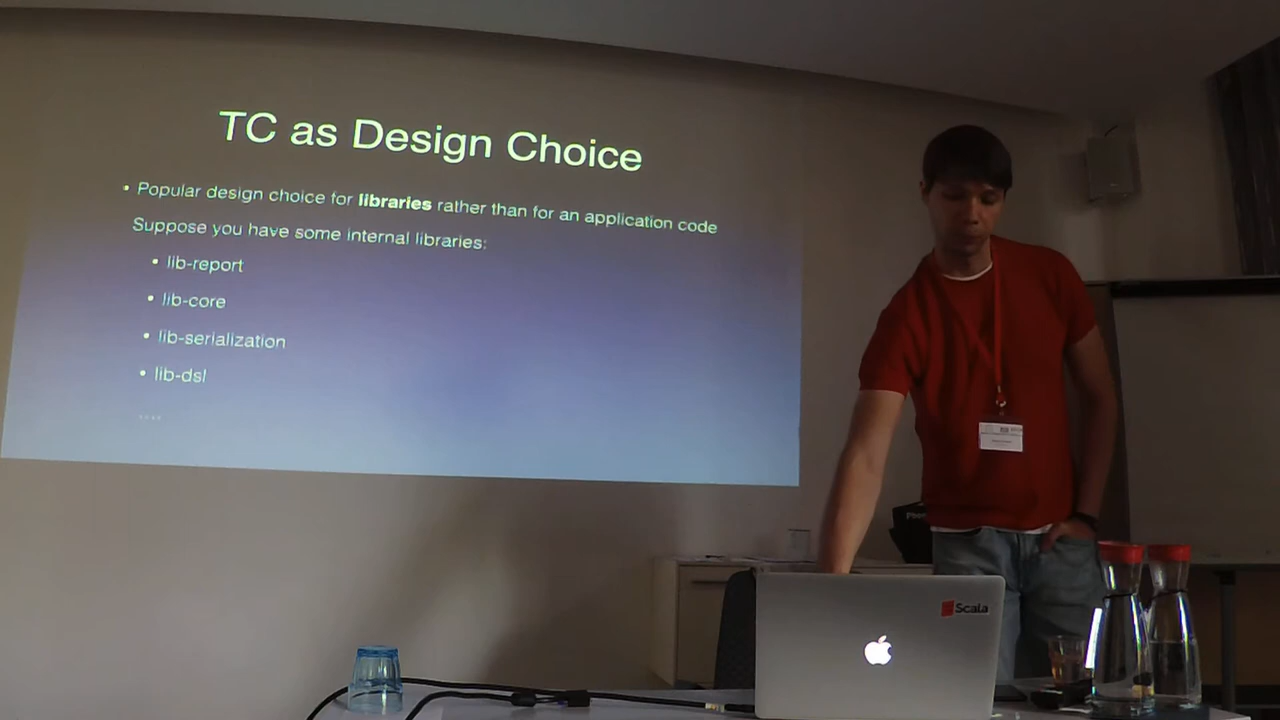 TC as Design Choice
• Popular design choice for libraries rather than for an application code
Suppose you have some internal libraries:
• lib-report
• lib-core
• lib-serialization
• lib-dsl
....
Scala